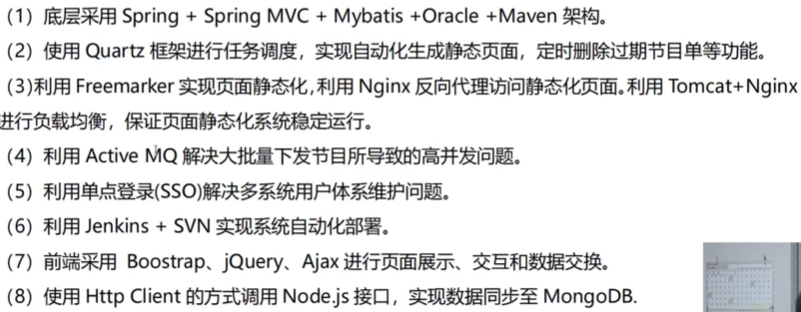 （1）底层采用 Spring + Spring MVC + Mybatis +Oracle +Maven 架构。
（2）使用 Quartz 框架进行任务调度，实现自动化生成静态页面，定时删除过期节目单等功能。
（3)利用 Freemarker 实现页面静态化,利用 Nginx 反向代理访问静态化页面。利用 Tomcat+Nginx
进行负载均衡，保证页面静态化系统稳定运行。
（4）利用 Active MQ 解决大批量下发节目所导致的高并发问题。
（5）利用单点登录(SSO)解决多系统用户体系维护问题。
（6）利用 Jenkins + SVN 实现系统自动化部署。
（7）前端采用 Boostrap、jQuery、Ajax 进行页面展示、交互和数据交换。
（8）使用 Http Client 的方式调用 Node.js 接口，实现数据同步至 MongoDB.